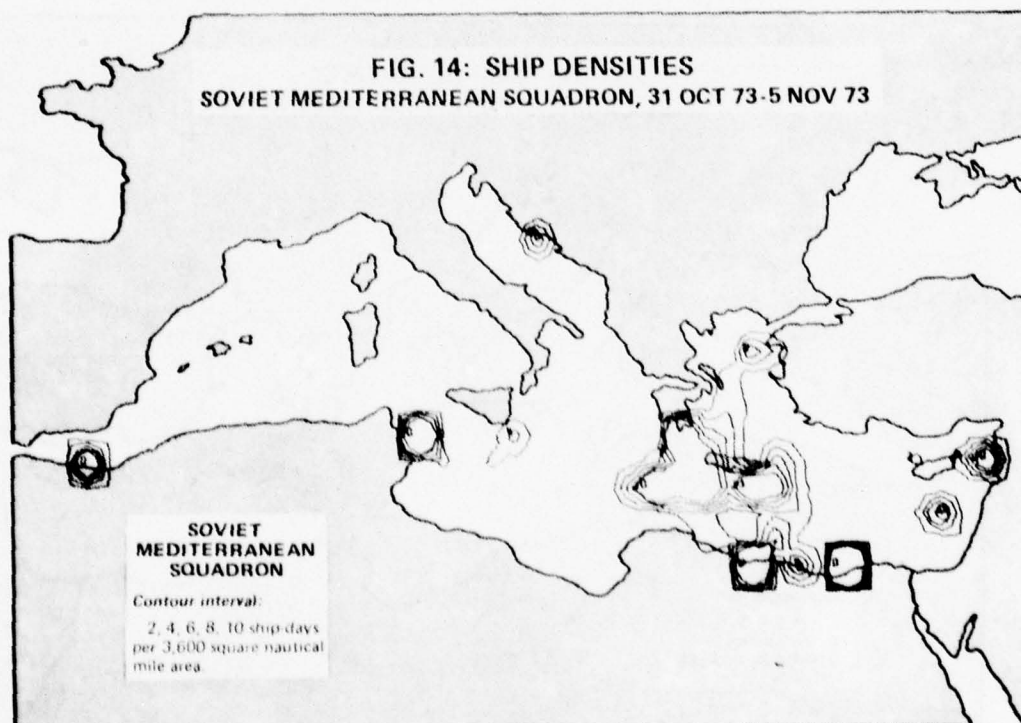 FIG. 14: SHIP DENSITIES
SOVIET MEDITERRANEAN SQUADRON, 31 OCT 73-5 NOV 73
SOVIET
MEDITERRANEAN
SQUADRON
Contour interval:
2, 4, 6, 8, 10 ship-days
per 3,600 square nautical
mile area.